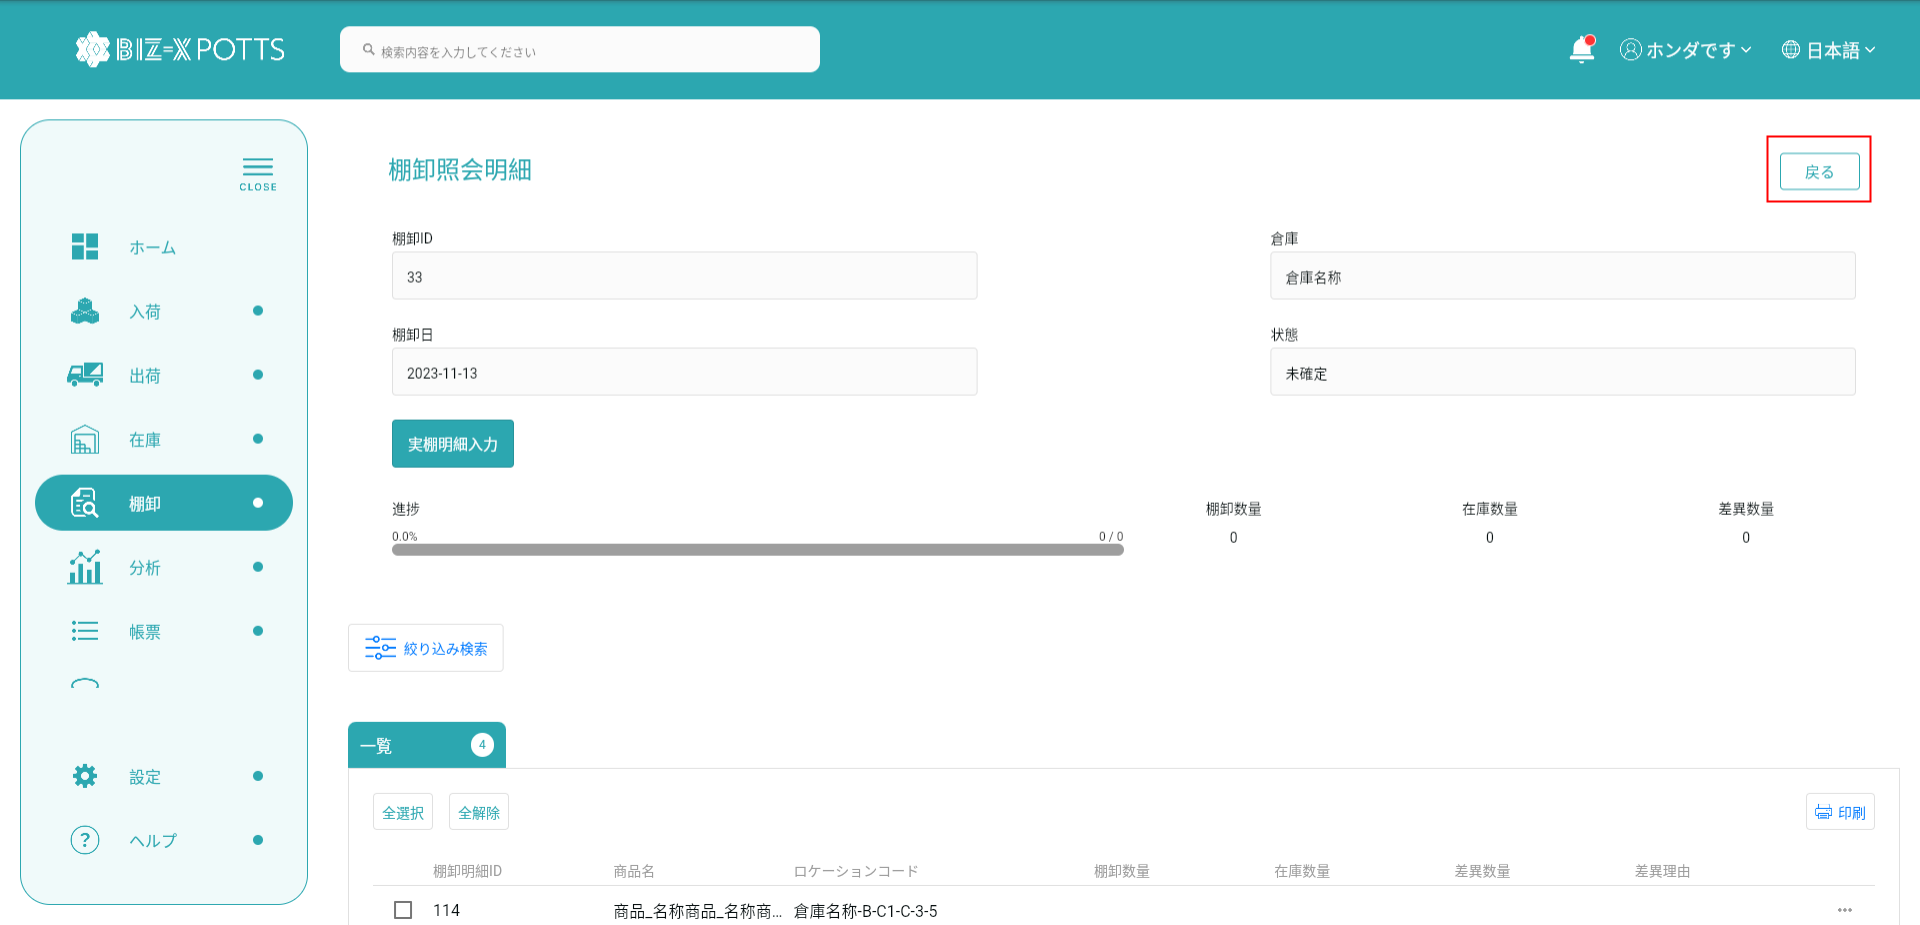 BIZ=X POTTS
検索内容を入力してください
ホンダです
日本語
CLOSE
ホーム
入荷
出荷
在庫
棚卸
分析
帳票
設定
ヘルプ
棚卸照会明細
戻る
棚卸ID
33
倉庫
倉庫名称
棚卸日
2023-11-13
状態
未確定
実棚明細入力
進捗
0.0%
0 / 0
棚卸数量
0
在庫数量
0
差異数量
0
絞り込み検索
一覧 4
全選択 全解除
印刷
棚卸明細ID 商品名 ロケーションコード 棚卸数量 在庫数量 差異数量 差異理由
114 商品_名称商品_名称商... 倉庫名称-B-C1-C-3-5 ...